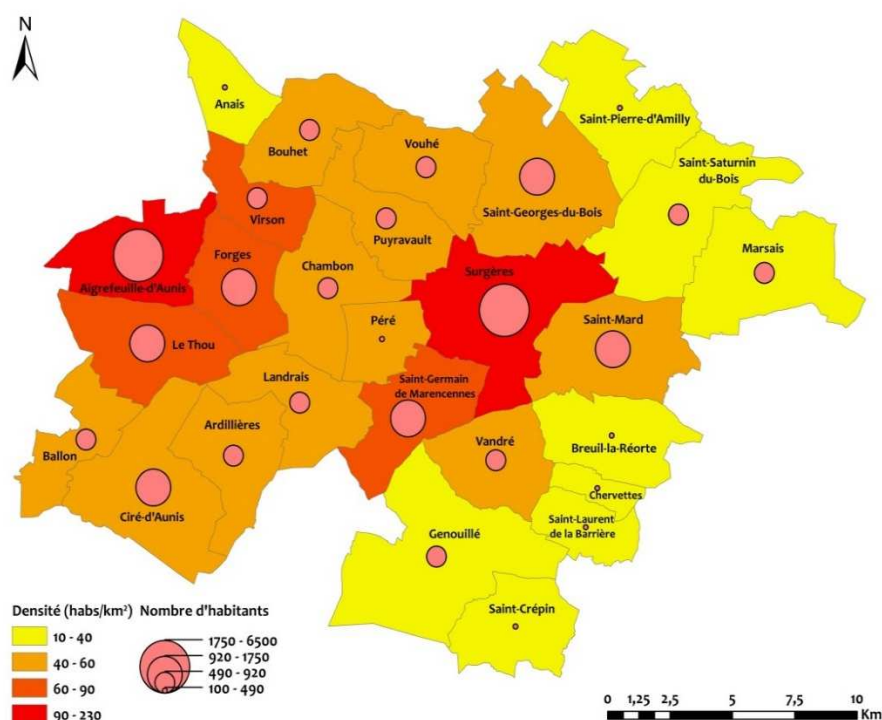 N
Anais
Saint-Pierre-d'Amilly
Bouhet
Vouhé
Saint-Saturnin
du-Bois
Virson
Saint-Georges-du-Bois
Puyravault
Marsais
Forges
Chambon
Surgères
Aigrefeuille-d'Aunis
Péré
Saint-Mard
Le Thou
Landrais
Saint-Germain
de Marencennes
Ardillières
Vandré
Breuil-la-Réorte
Ballon
Chervettes
Ciré-d'Aunis
Saint-Laurent
de la Barrière
Genouillé
Saint-Crépin
Densité (habs/km²)
10 - 40
40 - 60
60 - 90
90 - 230
Nombre d'habitants
1750 - 6500
920 - 1750
490 - 920
100 - 490
0 1,25 2,5 5 7,5 10
Km